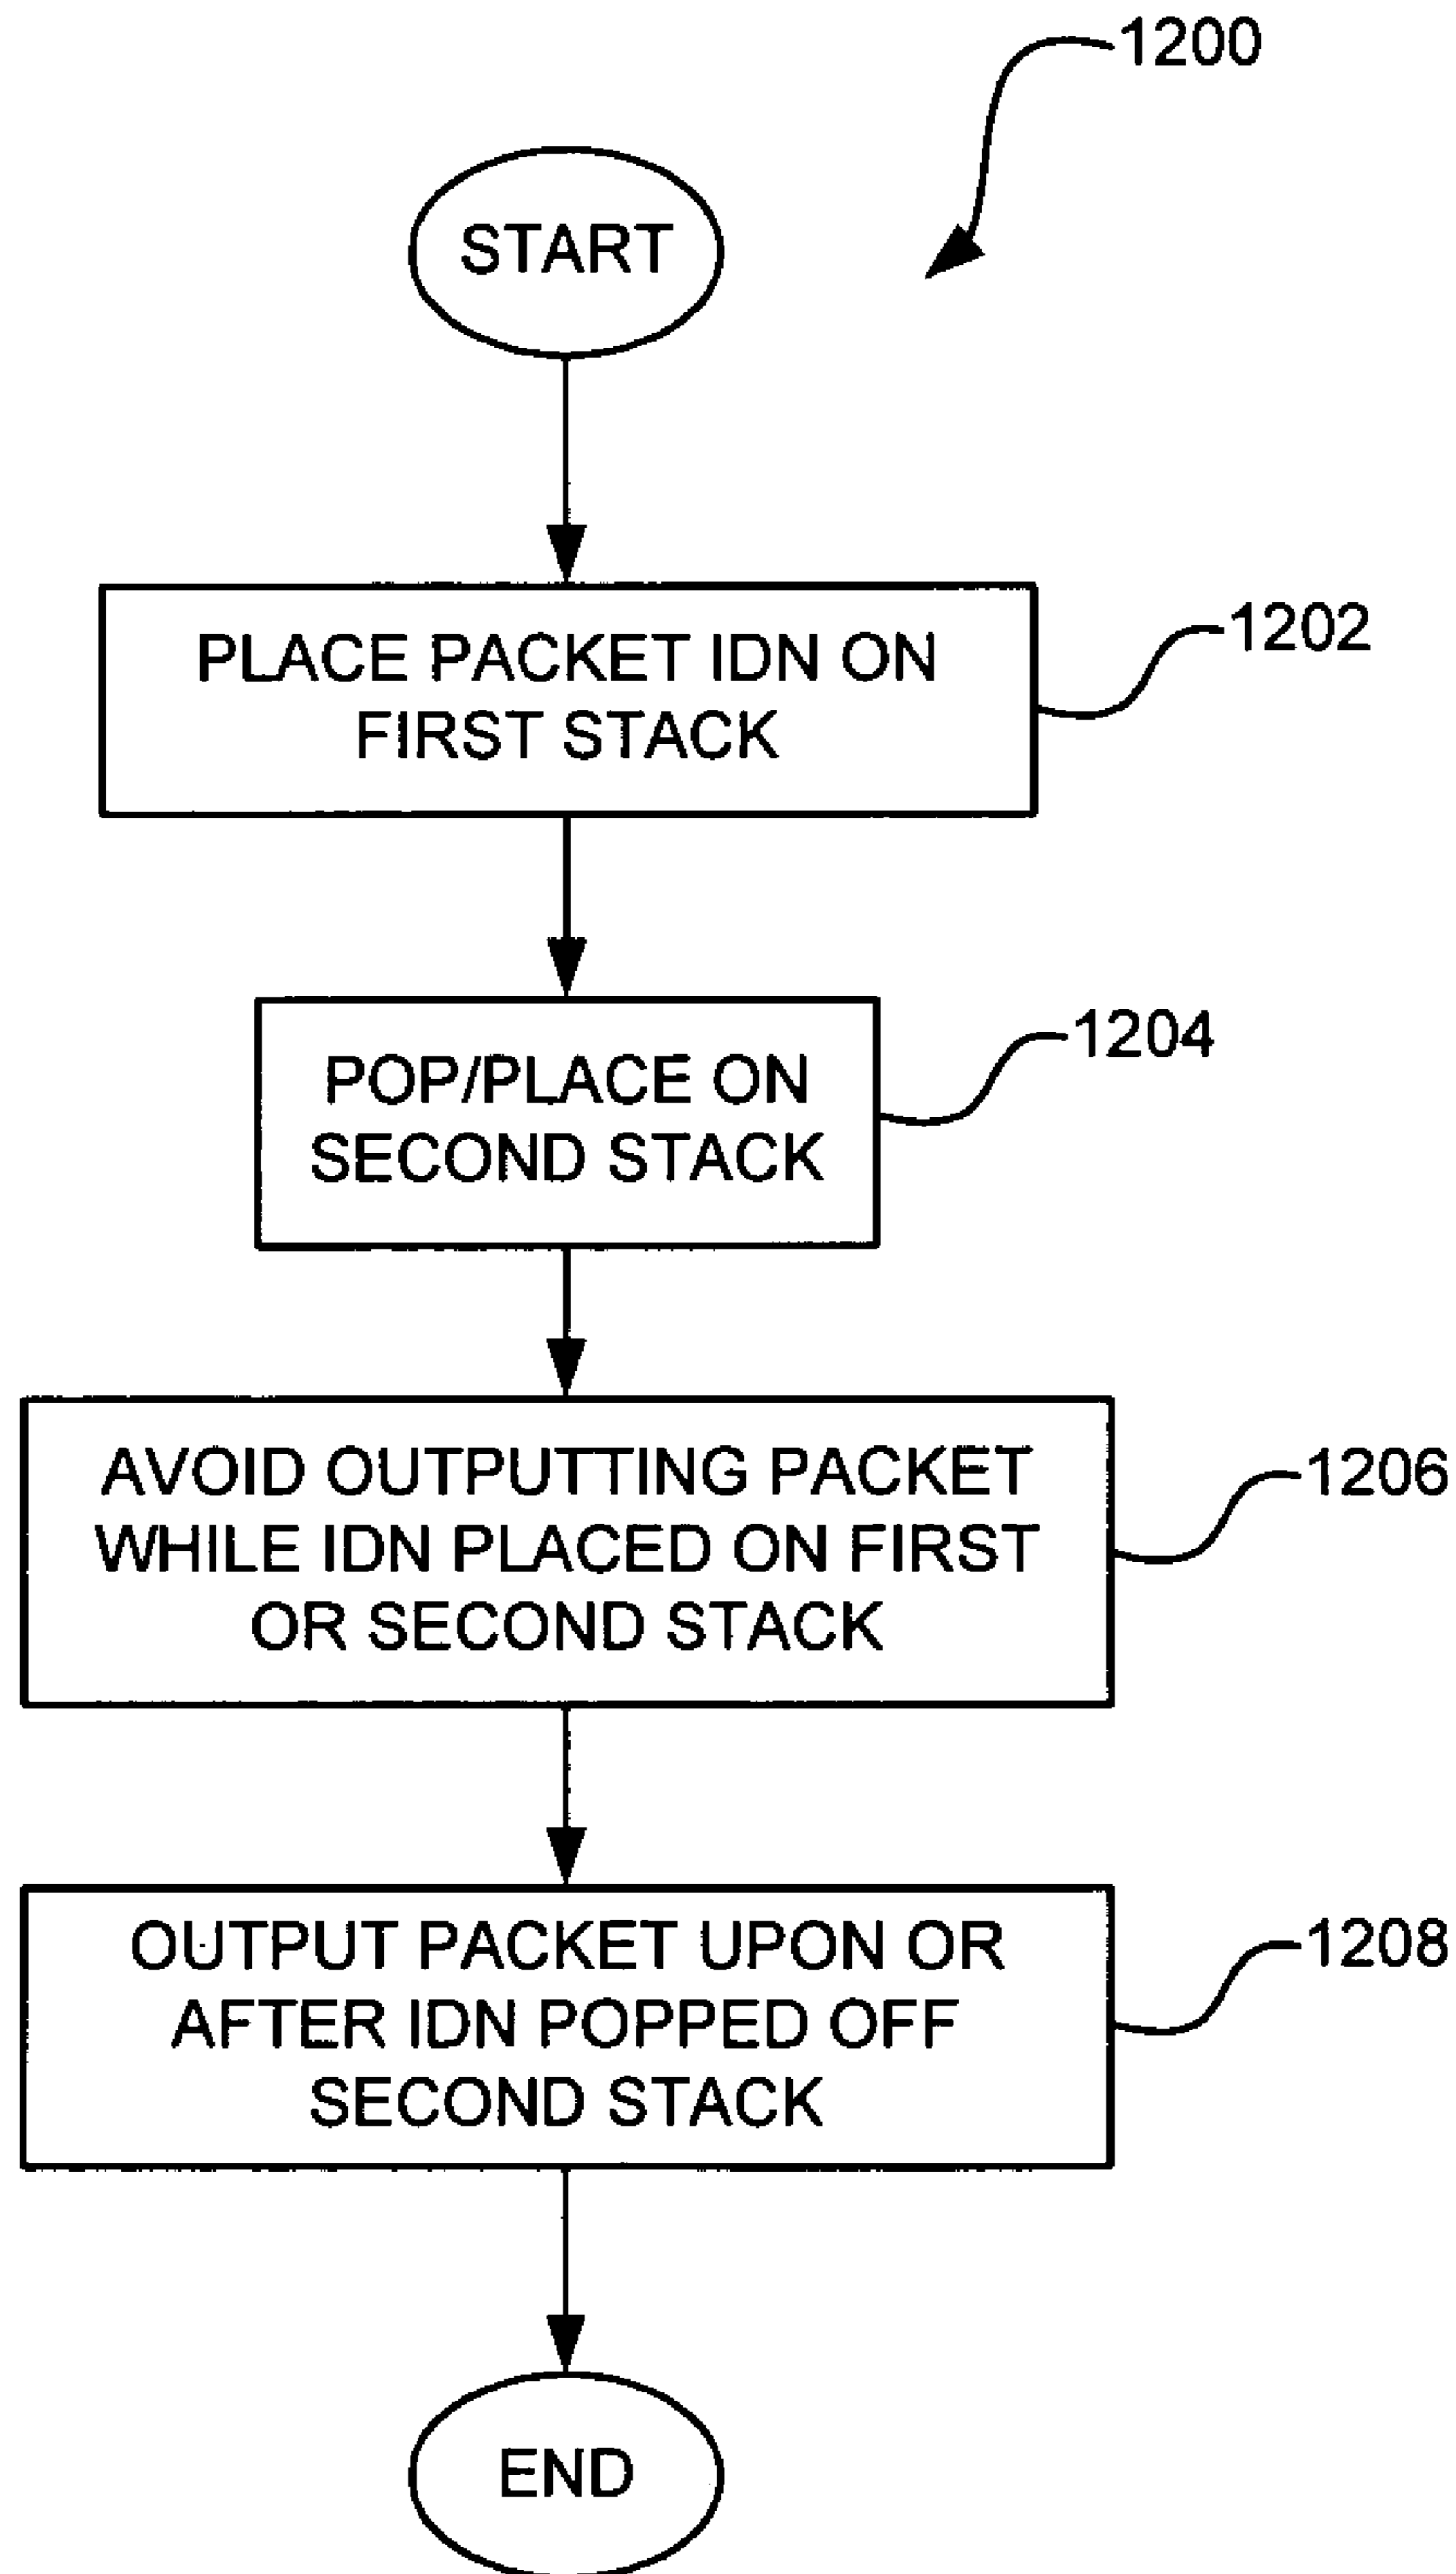 1200
START
PLACE PACKET IDN ON
FIRST STACK
1202
POP/PLACE ON
SECOND STACK
1204
AVOID OUTPUTTING PACKET
WHILE IDN PLACED ON FIRST
OR SECOND STACK
1206
OUTPUT PACKET UPON OR
AFTER IDN POPPED OFF
SECOND STACK
1208
END